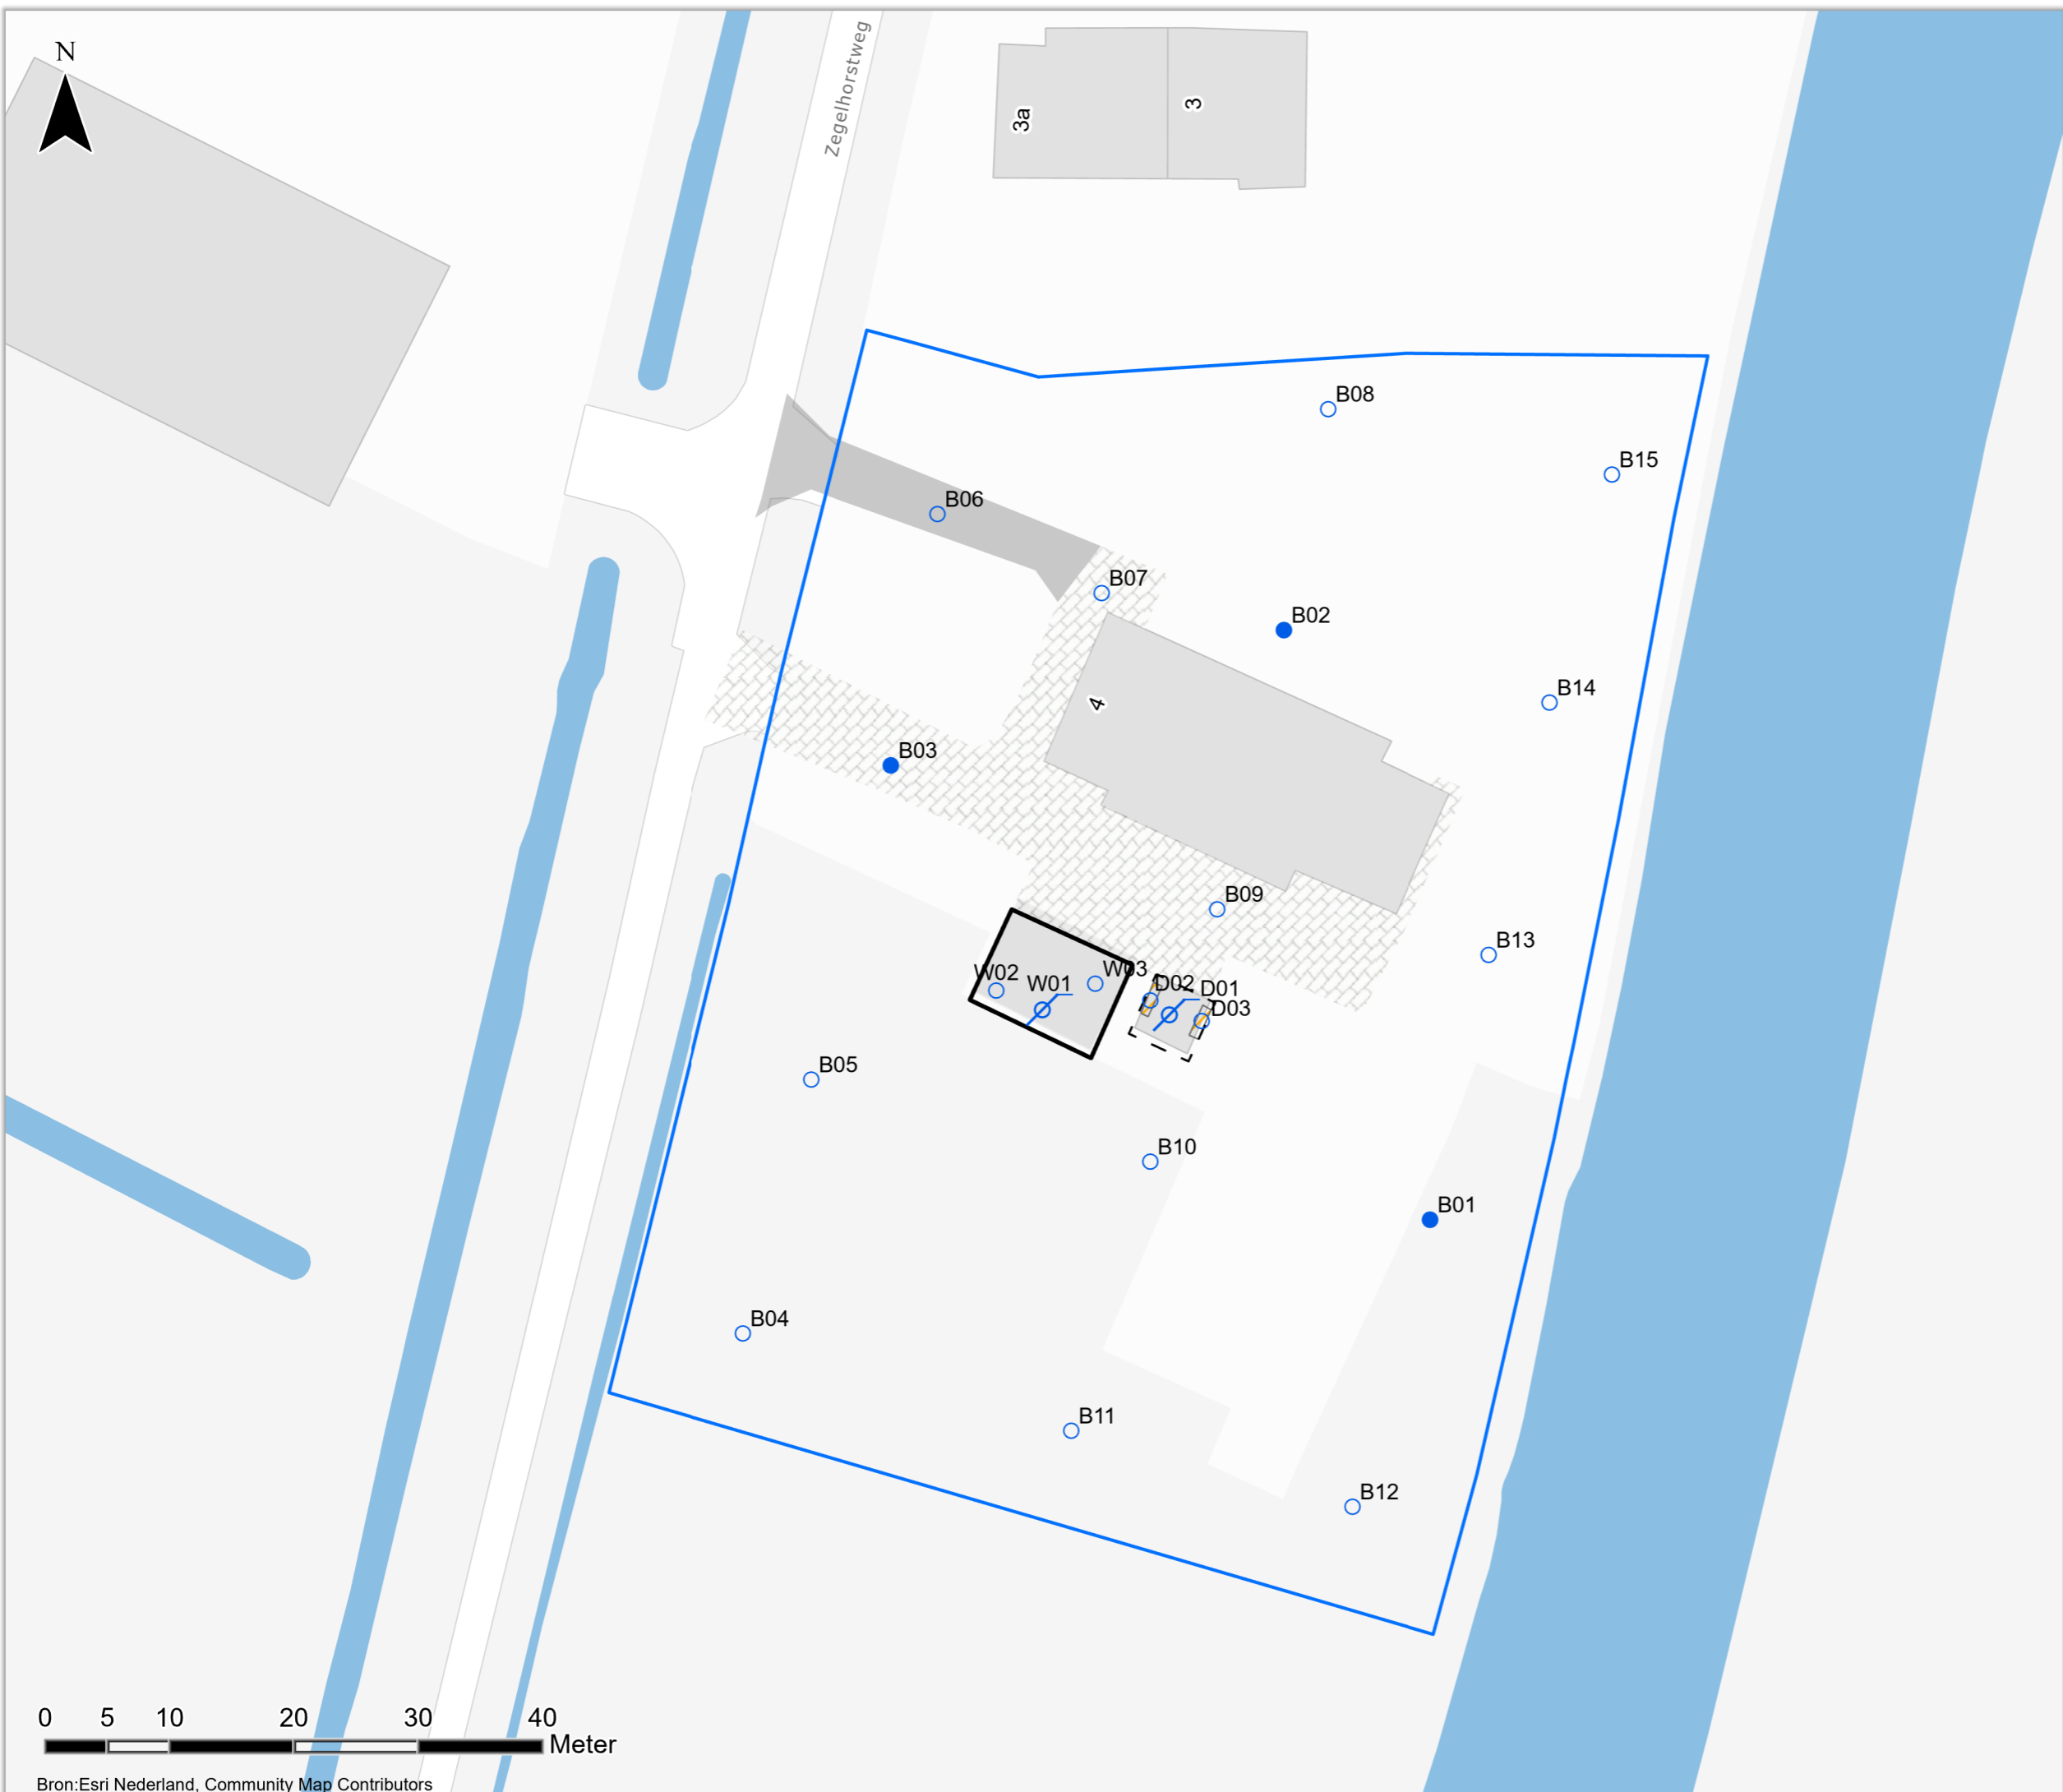 N
Zegelhorstweg
3a
3
B08
B15
B06
B07
B02
4
B14
B03
B09
B13
W02
W01
W03
D02
D01
D03
B05
B10
B01
B04
B11
B12
0 5 10 20 30 40
Meter
Bron:Esri Nederland, Community Map Contributors